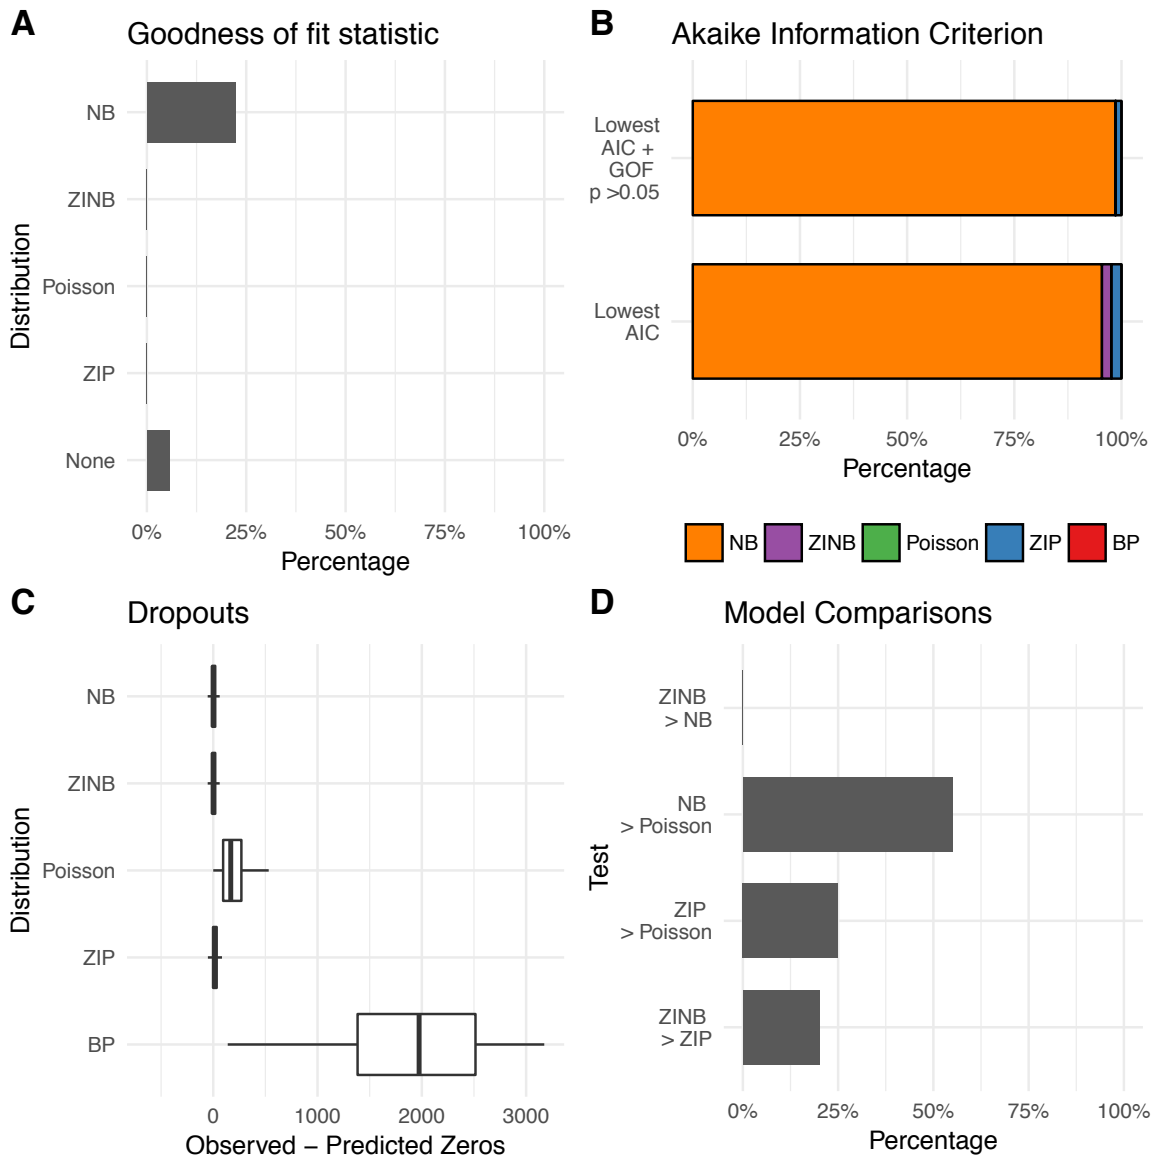 A
Goodness of fit statistic
Distribution
NB
ZINB
Poisson
ZIP
None
0%
25%
50%
75%
100%
Percentage
B
Akaike Information Criterion
Lowest
AIC +
GOF
p >0.05
Lowest
AIC
0%
25%
50%
75%
100%
Percentage
NB
ZINB
Poisson
ZIP
BP
C
Dropouts
Distribution
NB
ZINB
Poisson
ZIP
BP
0
1000
2000
3000
Observed − Predicted Zeros
D
Model Comparisons
Test
ZINB
> NB
NB
> Poisson
ZIP
> Poisson
ZINB
> ZIP
0%
25%
50%
75%
100%
Percentage